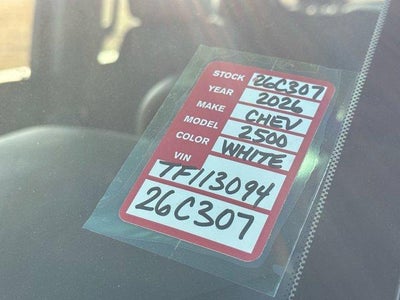 STOCK 26C307
YEAR 2026
MAKE CHEV
MODEL 2500
COLOR WHITE
VIN
TF113094
26C307